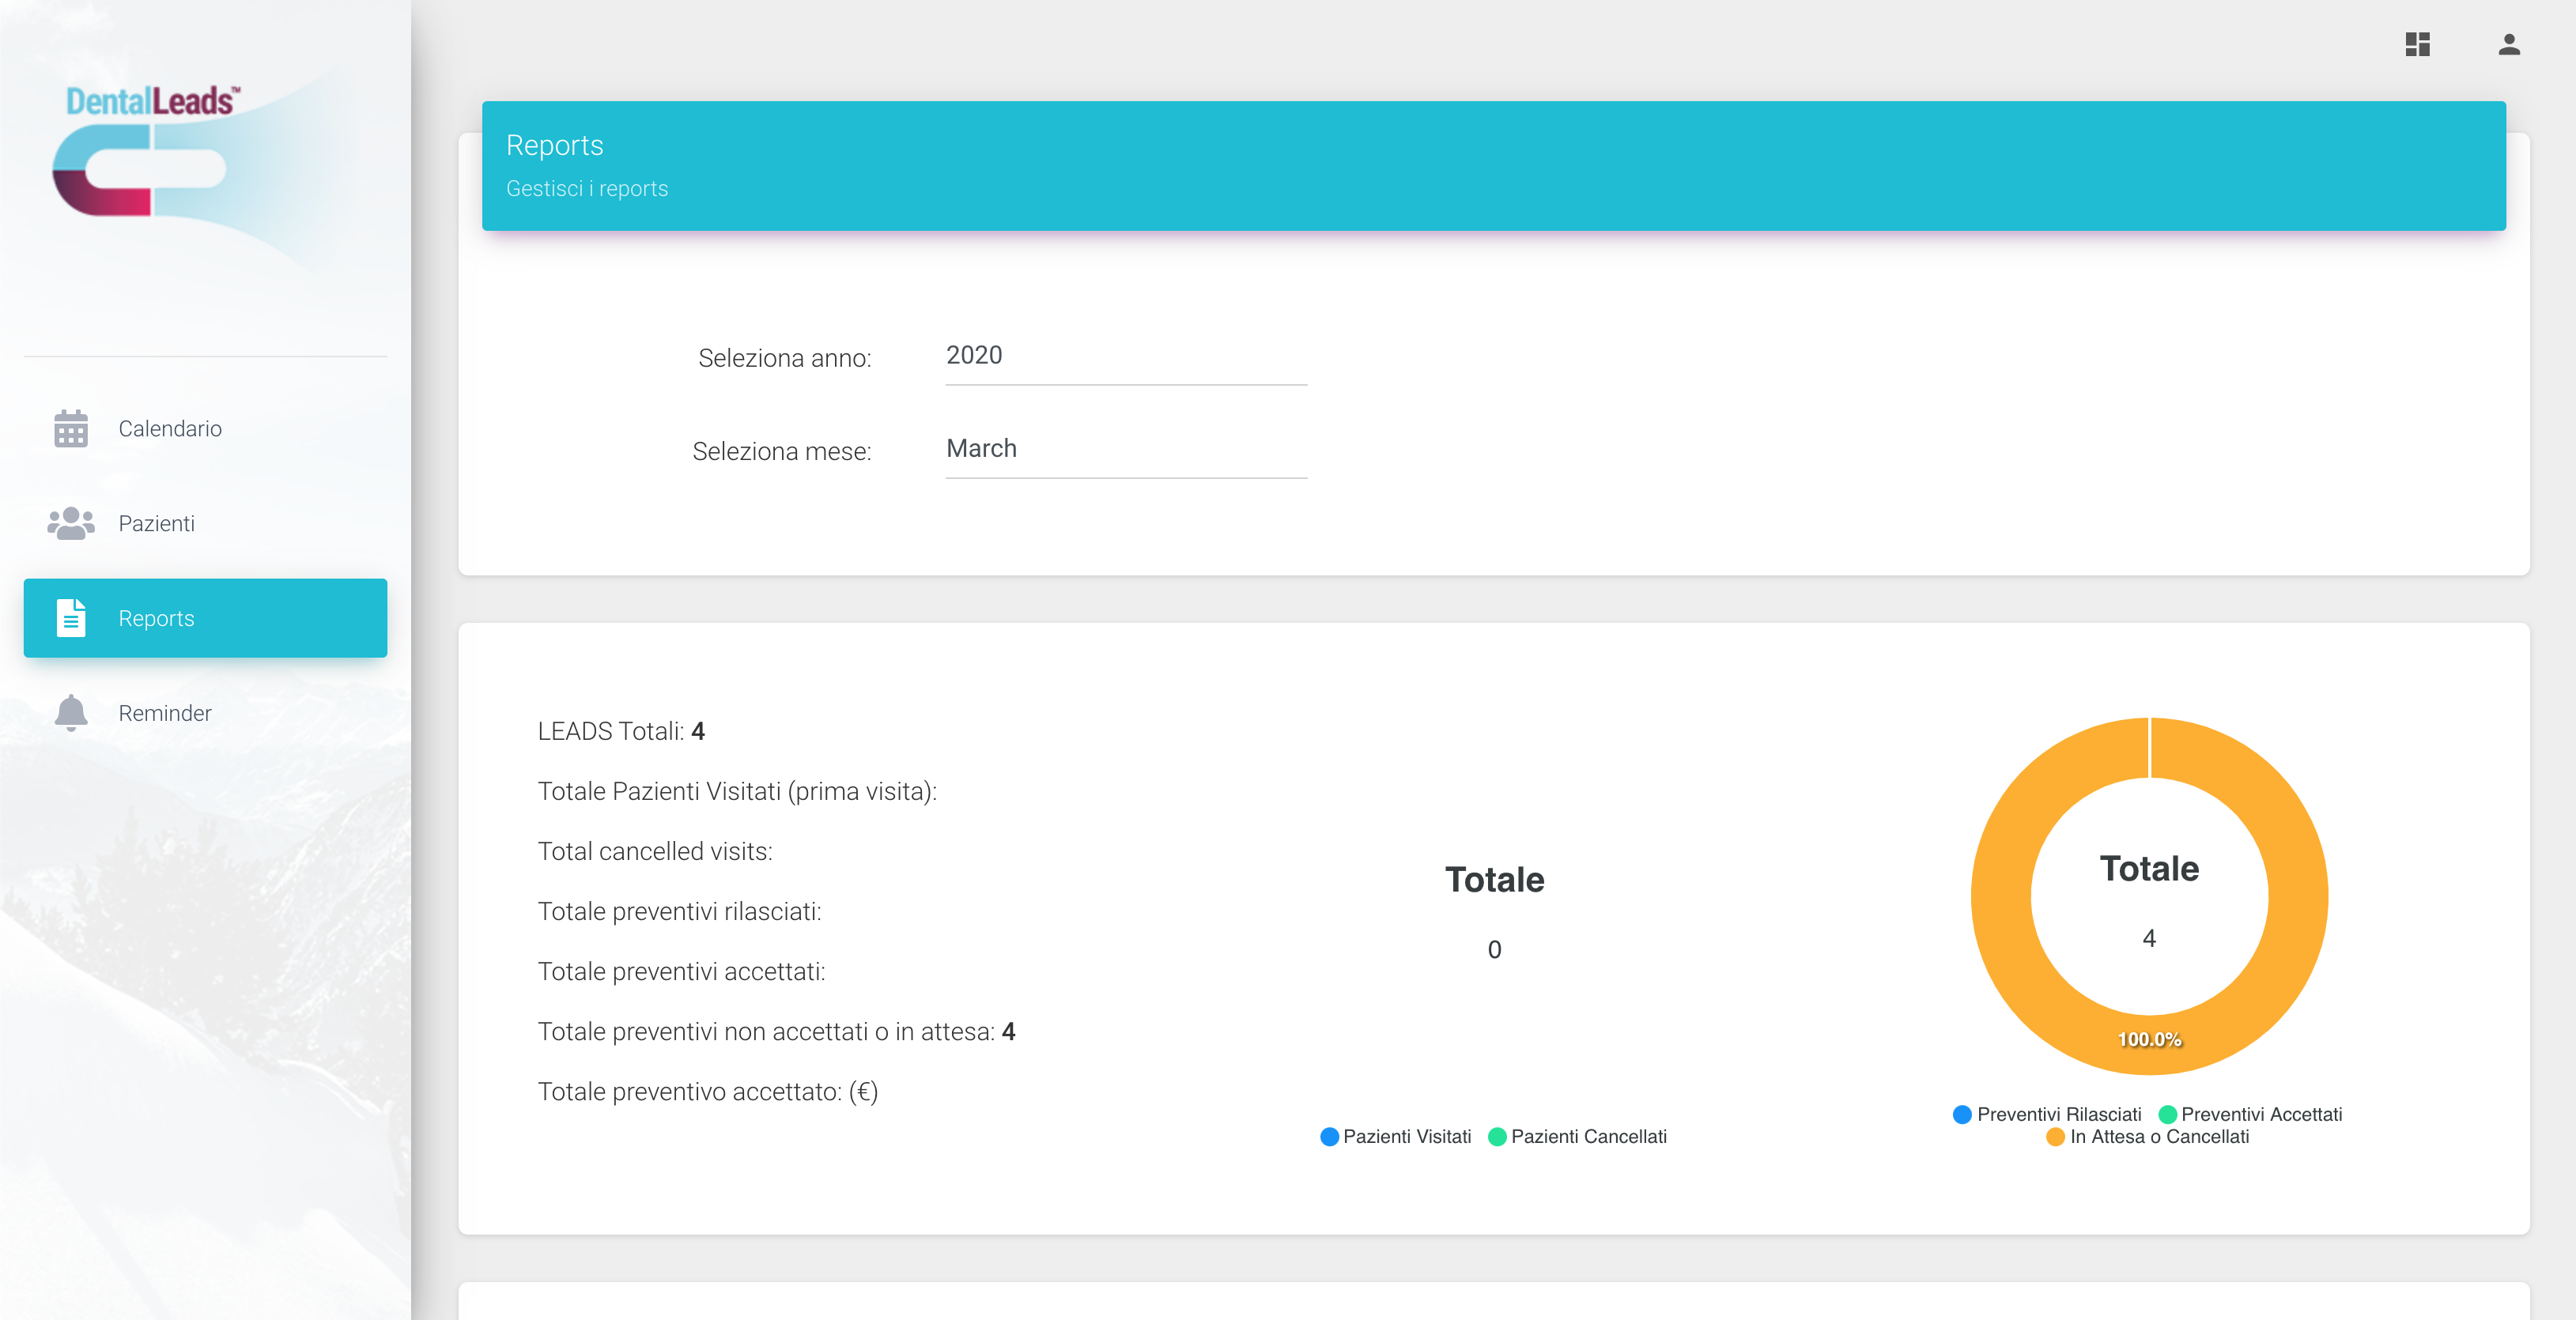 DentalLeads™
Calendario
Pazienti
Reports
Reminder
Reports
Gestisci i reports
Seleziona anno: 2020
Seleziona mese: March
LEADS Totali: 4
Totale Pazienti Visitati (prima visita):
Total cancelled visits:
Totale preventivi rilasciati:
Totale preventivi accettati:
Totale preventivi non accettati o in attesa: 4
Totale preventivo accettato: (€)
Totale
0
Pazienti Visitati Pazienti Cancellati
Totale
4
100.0%
Preventivi Rilasciati Preventivi Accettati
In Attesa o Cancellati